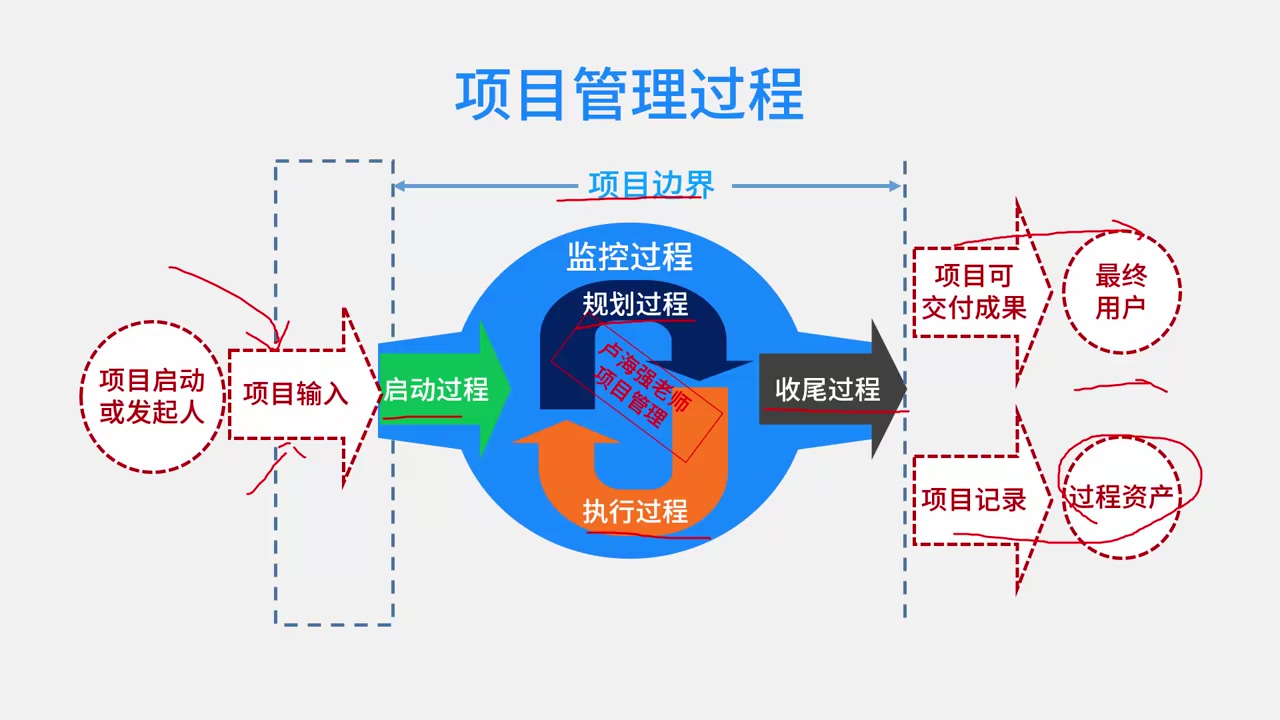 项目管理过程
项目边界
监控过程
规划过程
卢海强老师
项目管理
执行过程
项目启动
或发起人
项目输入
启动过程
收尾过程
项目可
交付成果
最终
用户
项目记录
过程资产